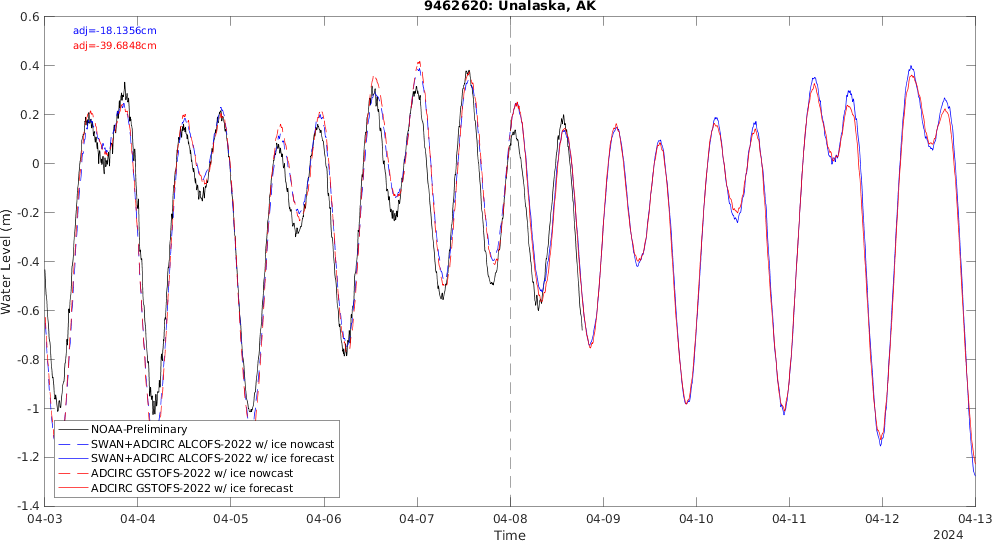 9462620: Unalaska, AK
adj=-18.1356cm
adj=-39.6848cm
0.6
0.4
0.2
0
-0.2
-0.4
-0.6
-0.8
-1
-1.2
-1.4
Water Level (m)
NOAA-Preliminary
SWAN+ADCIRC ALCOFS-2022 w/ ice nowcast
SWAN+ADCIRC ALCOFS-2022 w/ ice forecast
ADCIRC GSTOFS-2022 w/ ice nowcast
ADCIRC GSTOFS-2022 w/ ice forecast
04-03 04-04 04-05 04-06 04-07 04-08 04-09 04-10 04-11 04-12 04-13
Time
2024